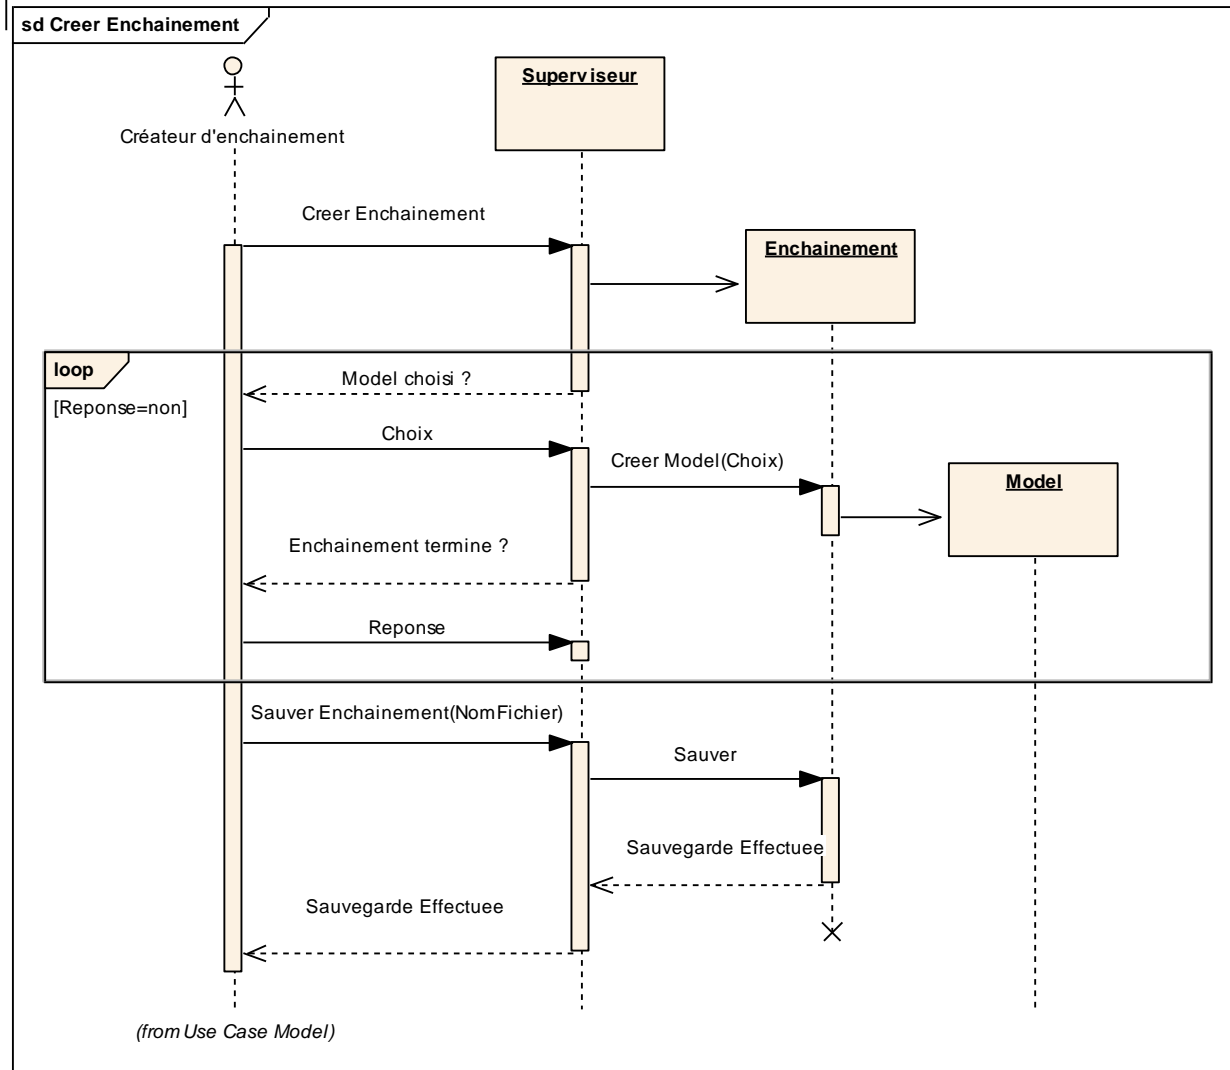 sd Creer Enchainement
Créateur d'enchainement
Superviseur
Creer Enchainement
Enchainement
loop
[Reponse=non]
Model choisi ?
Choix
Creer Model(Choix)
Model
Enchainement termine ?
Reponse
Sauver Enchainement(NomFichier)
Sauver
Sauvegarde Effectuee
Sauvegarde Effectuee
(from Use Case Model)